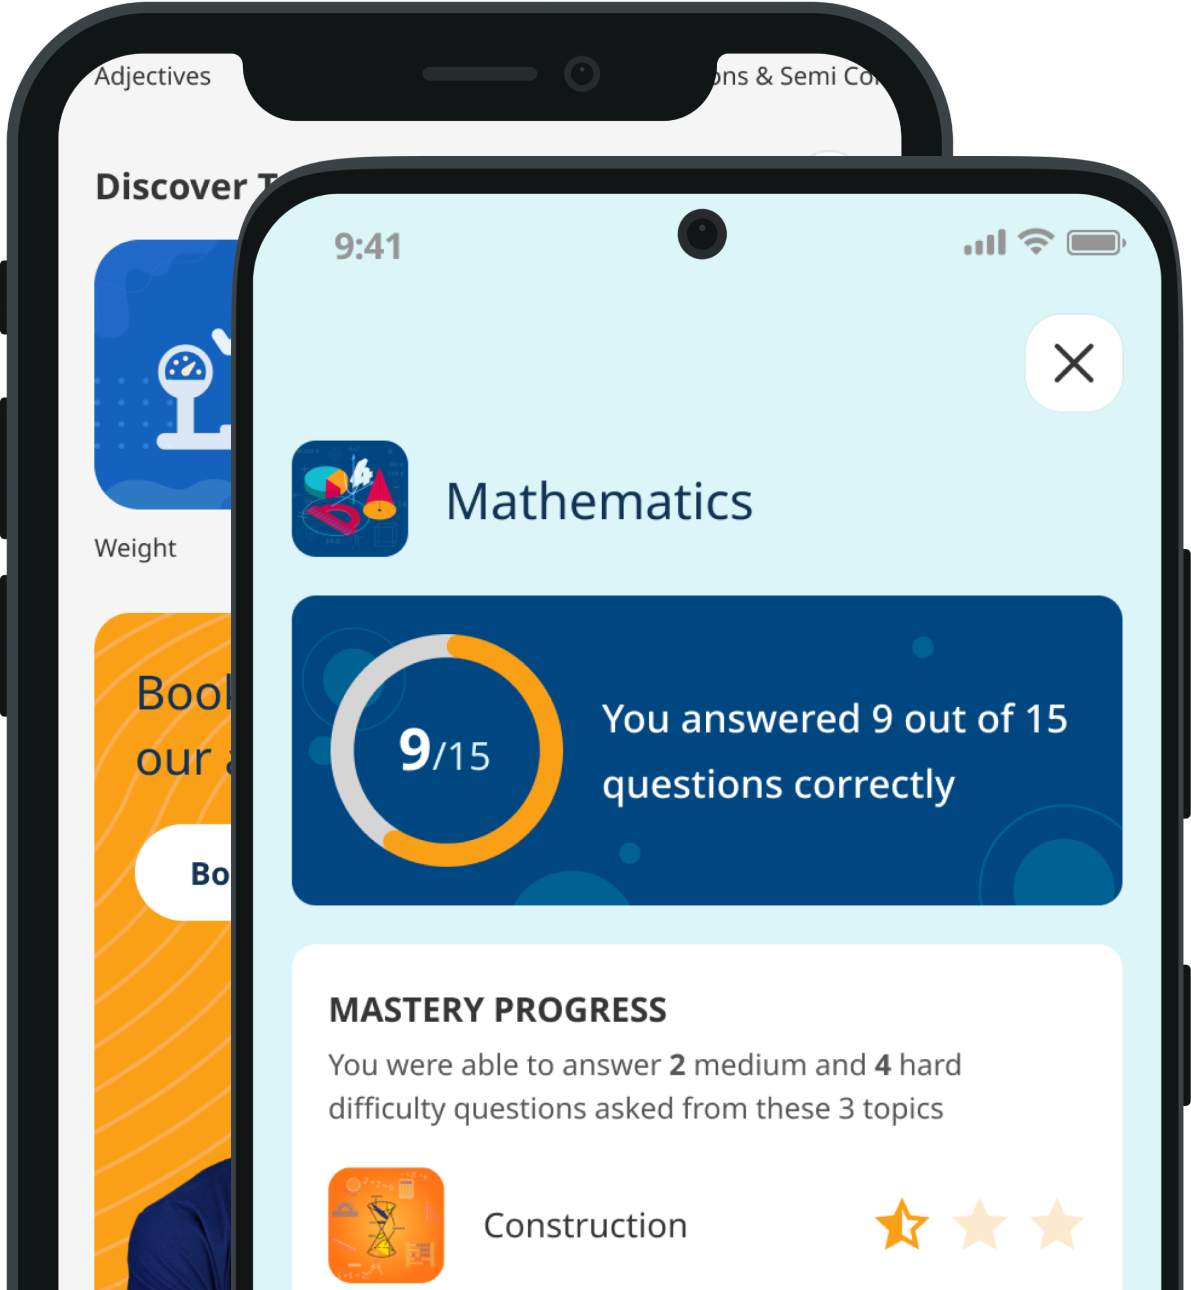 Adjectives
ons & Semi Co
Discover T
Weight
Book
our a
Bo
9:41
Mathematics
9/15
You answered 9 out of 15
questions correctly
MASTERY PROGRESS
You were able to answer 2 medium and 4 hard
difficulty questions asked from these 3 topics
Construction